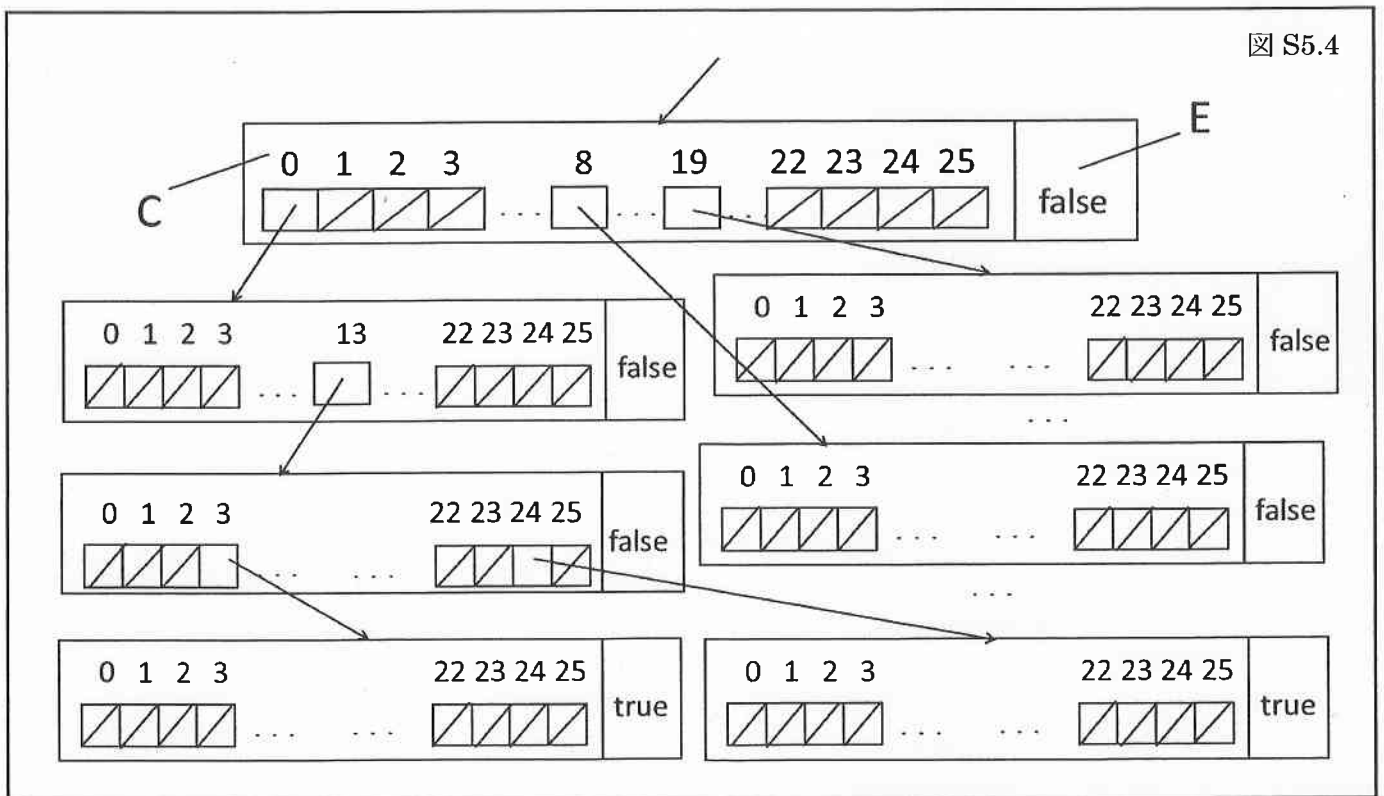 図 S5.4
E
C
0 1 2 3 8 19 22 23 24 25
.... .... ....
false
0 1 2 3 13 22 23 24 25
... ...
false
0 1 2 3 22 23 24 25
... ...
false
...
0 1 2 3 22 23 24 25
... ...
false
0 1 2 3 22 23 24 25
... ...
false
...
0 1 2 3 22 23 24 25
... ...
true
0 1 2 3 22 23 24 25
... ...
true